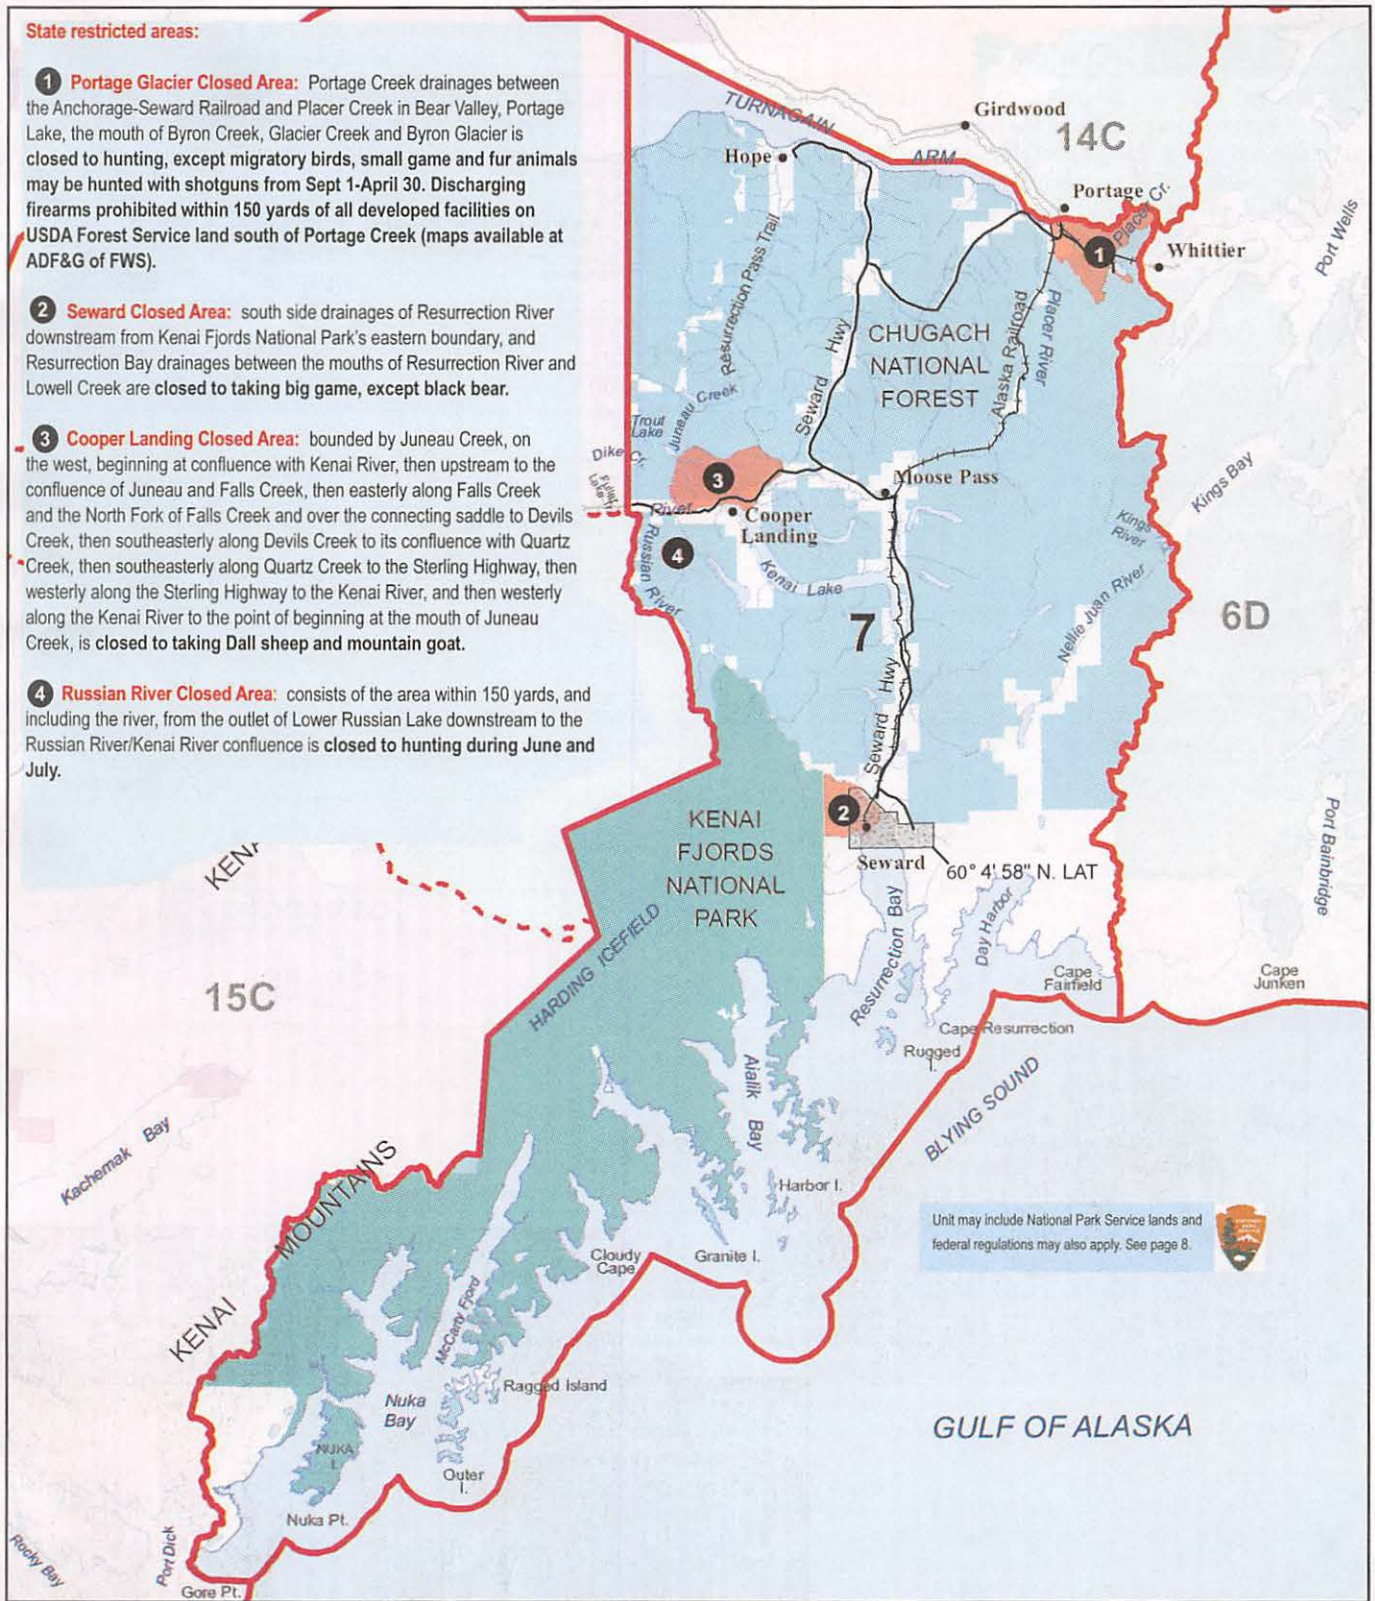 State restricted areas:
1 Portage Glacier Closed Area: Portage Creek drainages between
the Anchorage-Seward Railroad and Placer Creek in Bear Valley, Portage
Lake, the mouth of Byron Creek, Glacier Creek and Byron Glacier is
closed to hunting, except migratory birds, small game and fur animals
may be hunted with shotguns from Sept 1-April 30. Discharging
firearms prohibited within 150 yards of all developed facilities on
USDA Forest Service land south of Portage Creek (maps available at
ADF&G of FWS).
2 Seward Closed Area: south side drainages of Resurrection River
downstream from Kenai Fjords National Park's eastern boundary, and
Resurrection Bay drainages between the mouths of Resurrection River and
Lowell Creek are closed to taking big game, except black bear.
3 Cooper Landing Closed Area: bounded by Juneau Creek, on
the west, beginning at confluence with Kenai River, then upstream to the
confluence of Juneau and Falls Creek, then easterly along Falls Creek
and the North Fork of Falls Creek and over the connecting saddle to Devils
Creek, then southeasterly along Devils Creek to its confluence with Quartz
Creek, then southeasterly along Quartz Creek to the Sterling Highway, then
westerly along the Sterling Highway to the Kenai River, and then westerly
along the Kenai River to the point of beginning at the mouth of Juneau
Creek, is closed to taking Dall sheep and mountain goat.
4 Russian River Closed Area: consists of the area within 150 yards, and
including the river, from the outlet of Lower Russian Lake downstream to the
Russian River/Kenai River confluence is closed to hunting during June and
July.
TURNAGAIN
ARM
Girdwood
14C
Hope
Portage
Placer Cr.
1
Whittier
Port Wells
Resurrection Pass Trail
Seward Hwy
CHUGACH
NATIONAL
FOREST
Alaska Railroad
Placer River
Juneau Creek
Trout
Lake
Dike Cr.
3
Moose Pass
River
Cooper
Landing
Russian River
4
Kenai Lake
Kings Bay
Kings
River
Nellie Juan River
7
6D
Seward Hwy
KENAI
FJORDS
NATIONAL
PARK
2
Seward
60° 4'58" N. LAT
Port Bainbridge
KENA
15C
HARDING ICEFIELD
Resurrection Bay
Day Harbor
Cape
Fairfield
Cape
Junken
Cape Resurrection
Rugged
I.
Aialik Bay
BLYING SOUND
Kachemak Bay
KENAI MOUNTAINS
Harbor I.
Granite I.
Cloudy
Cape
McCarty Fjord
Unit may include National Park Service lands and
federal regulations may also apply. See page 8.
Nuka
Bay
Ragged Island
NUKA
I.
Outer
I.
Nuka Pt.
GULF OF ALASKA
Rocky Bay
Port Dick
Gore Pt.